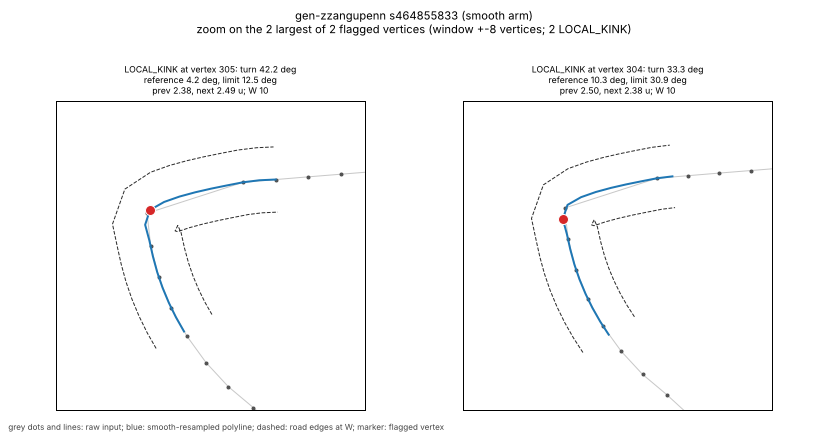 gen-zzangupenn s464855833 (smooth arm)
zoom on the 2 largest of 2 flagged vertices (window +-8 vertices; 2 LOCAL_KINK)
LOCAL_KINK at vertex 305: turn 42.2 deg
reference 4.2 deg, limit 12.5 deg
prev 2.38, next 2.49 u; W 10
LOCAL_KINK at vertex 304: turn 33.3 deg
reference 10.3 deg, limit 30.9 deg
prev 2.50, next 2.38 u; W 10
grey dots and lines: raw input; blue: smooth-resampled polyline; dashed: road edges at W; marker: flagged vertex